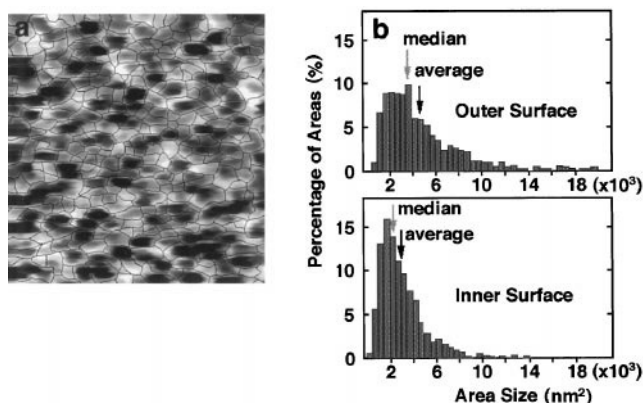 a
b
Percentage of Areas (%)
15
10
5
0
median
average
Outer Surface
2 6 10 14 18 (x10³)
15
10
5
0
median
average
Inner Surface
2 6 10 14 18 (x10³)
Area Size (nm²)